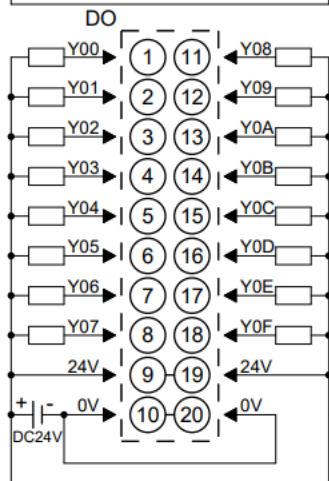 DO
Y00 1 11 Y08
Y01 2 12 Y09
Y02 3 13 Y0A
Y03 4 14 Y0B
Y04 5 15 Y0C
Y05 6 16 Y0D
Y06 7 17 Y0E
Y07 8 18 Y0F
24V 9 19 24V
+ - 0V 10 20 0V
DC24V